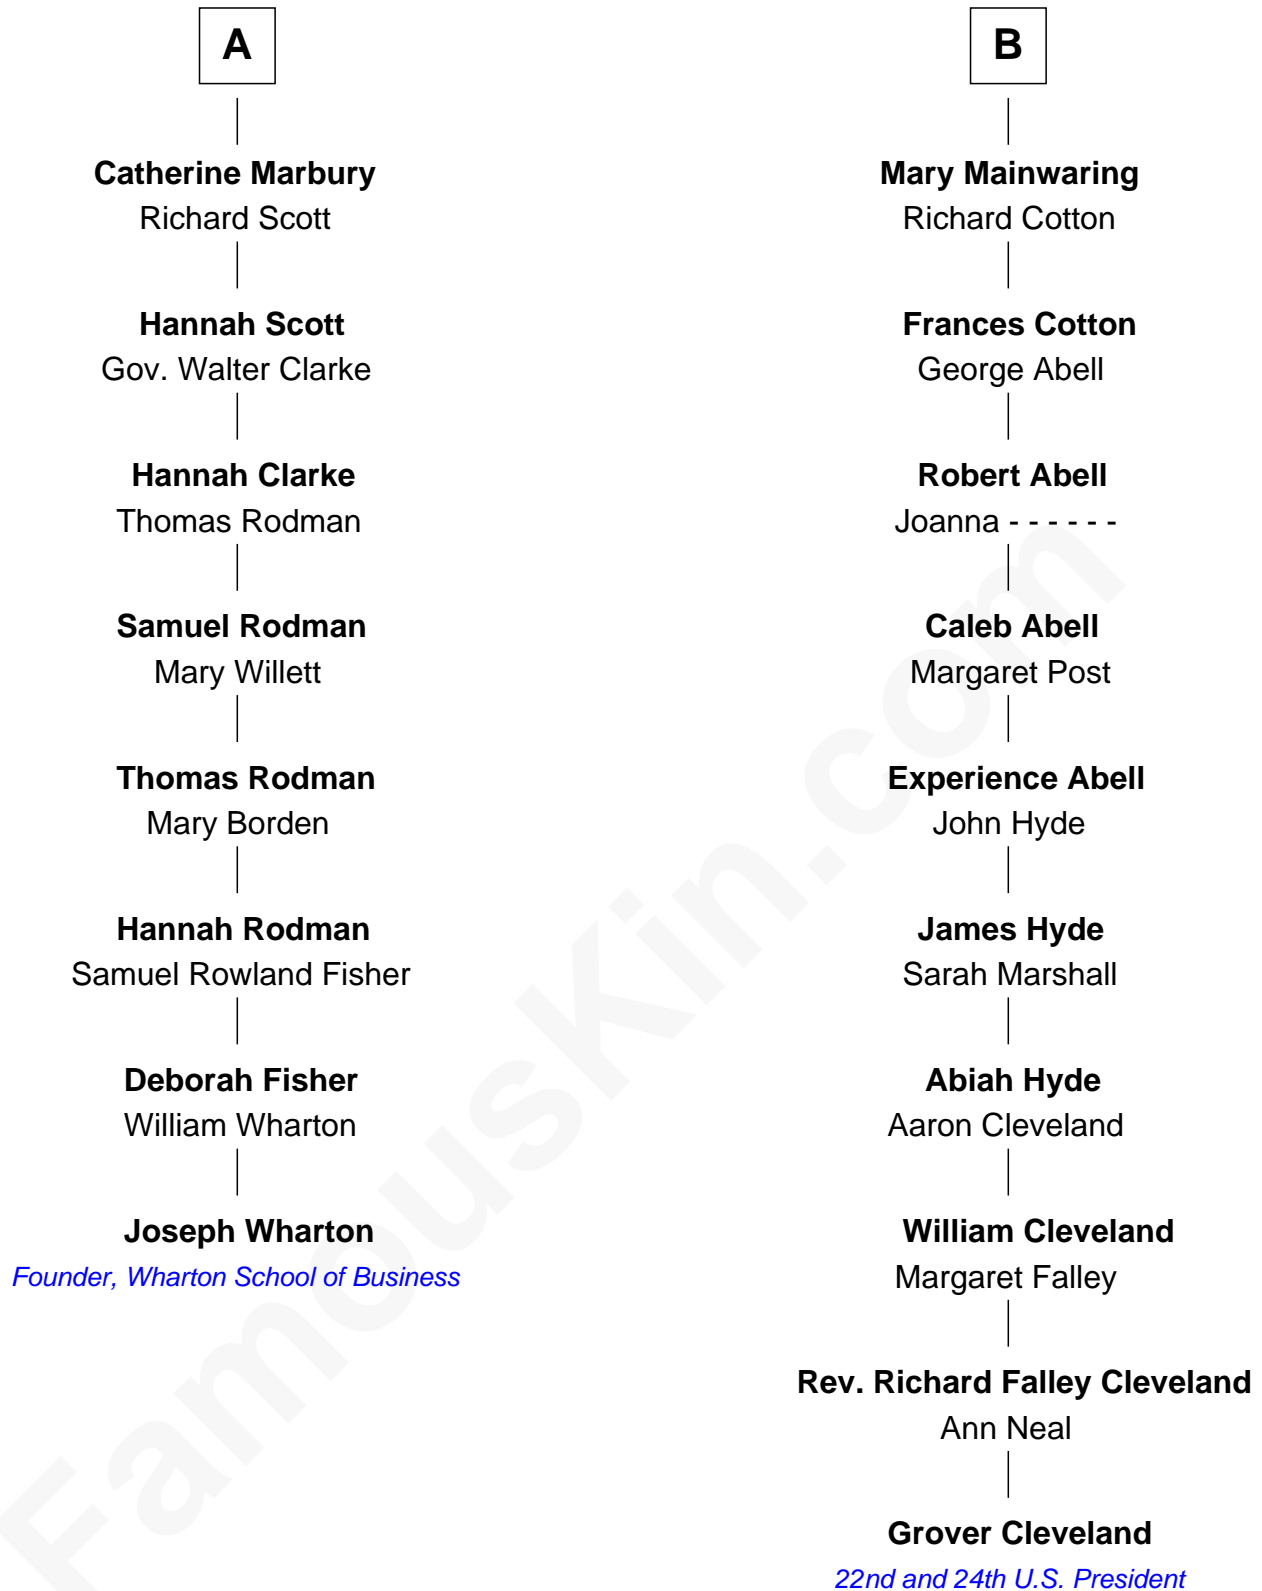 A
Catherine Marbury
Richard Scott
Hannah Scott
Gov. Walter Clarke
Hannah Clarke
Thomas Rodman
Samuel Rodman
Mary Willett
Thomas Rodman
Mary Borden
Hannah Rodman
Samuel Rowland Fisher
Deborah Fisher
William Wharton
Joseph Wharton
Founder, Wharton School of Business
B
Mary Mainwaring
Richard Cotton
Frances Cotton
George Abell
Robert Abell
Joanna - - - - - -
Caleb Abell
Margaret Post
Experience Abell
John Hyde
James Hyde
Sarah Marshall
Abiah Hyde
Aaron Cleveland
William Cleveland
Margaret Falley
Rev. Richard Falley Cleveland
Ann Neal
Grover Cleveland
22nd and 24th U.S. President
FamousKin.com